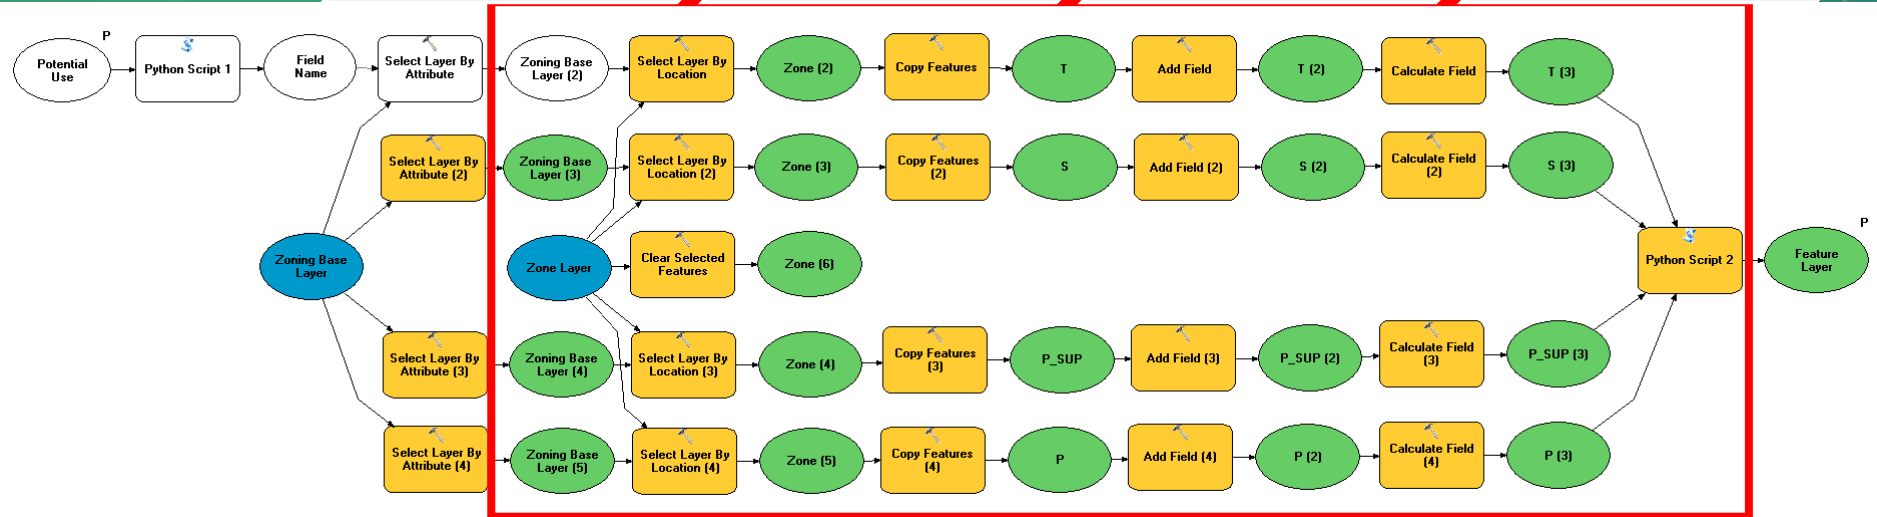 P
Potential
Use
Python Script 1
Field
Name
Select Layer By
Attribute
Zoning Base
Layer (2)
Select Layer By
Location
Zone (2)
Copy Features
T
Add Field
T (2)
Calculate Field
T (3)
Select Layer By
Attribute (2)
Zoning Base
Layer (3)
Select Layer By
Location (2)
Zone (3)
Copy Features
(2)
S
Add Field (2)
S (2)
Calculate Field
(2)
S (3)
Zoning Base
Layer
Zone Layer
Clear Selected
Features
Zone (6)
Python Script 2
P
Feature
Layer
Select Layer By
Attribute (3)
Zoning Base
Layer (4)
Select Layer By
Location (3)
Zone (4)
Copy Features
(3)
P_SUP
Add Field (3)
P_SUP (2)
Calculate Field
(3)
P_SUP (3)
Select Layer By
Attribute (4)
Zoning Base
Layer (5)
Select Layer By
Location (4)
Zone (5)
Copy Features
(4)
P
Add Field (4)
P (2)
Calculate Field
(4)
P (3)